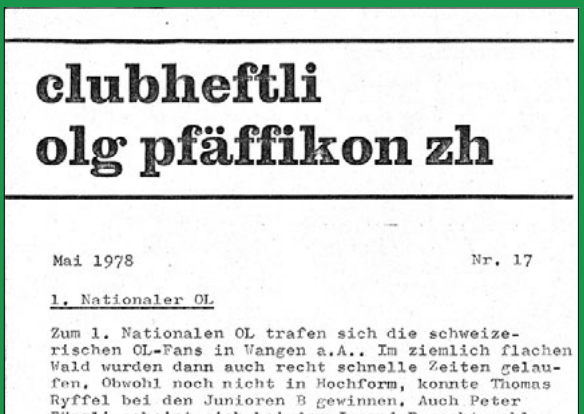 clubheftli
olg pfäffikon zh
Mai 1978
Nr. 17
1. Nationaler OL
Zum 1. Nationalen OL trafen sich die schweize-
rischen OL-Fans in Wangen a.A.. Im ziemlich flachen
Wald wurden dann auch recht schnelle Zeiten gelau-
fen. Obwohl noch nicht in Hochform, konnte Thomas
Ryffel bei den Junioren B gewinnen. Auch Peter